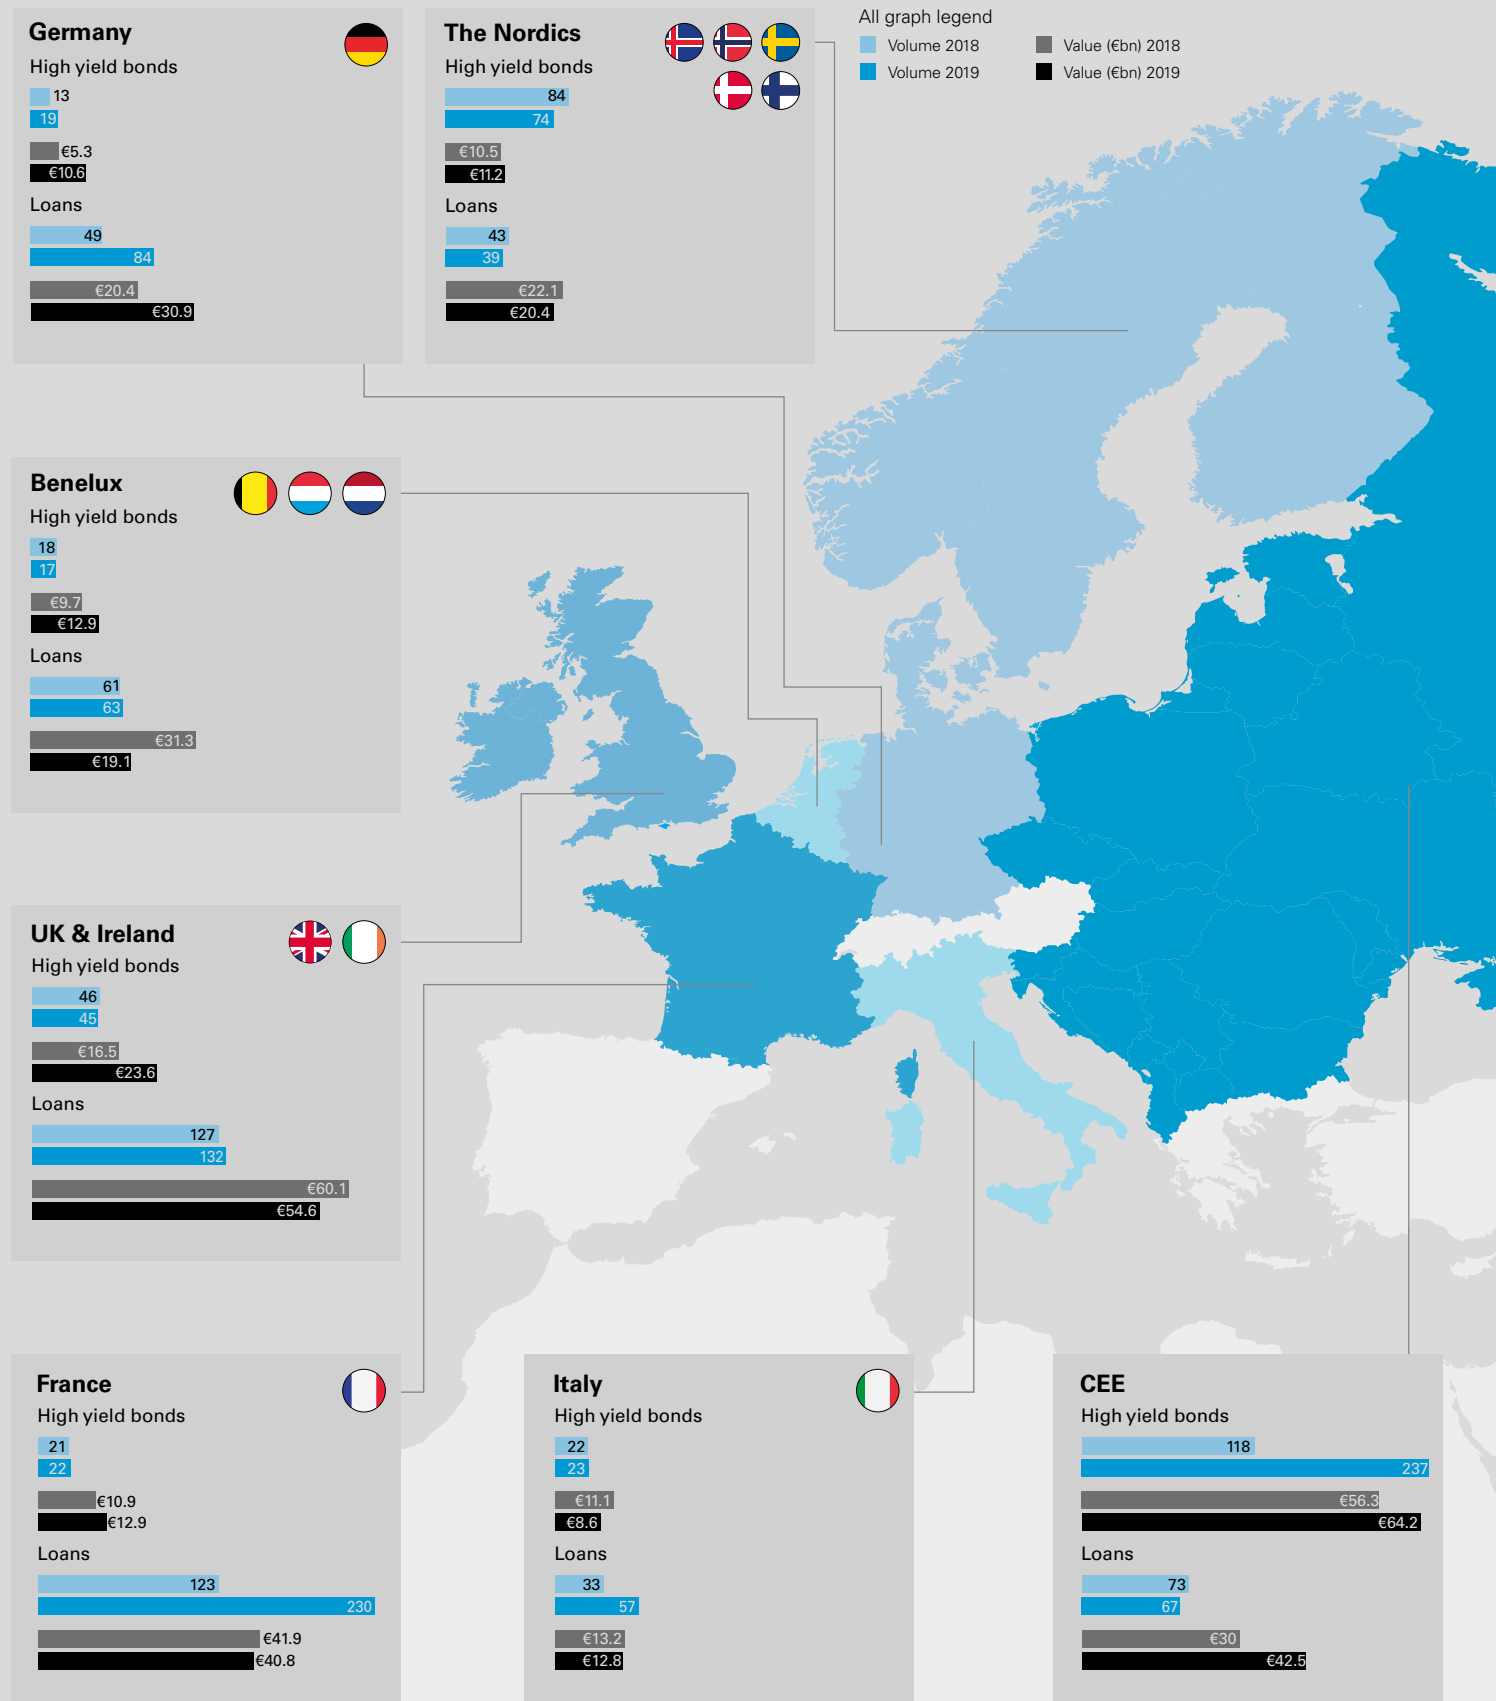 All graph legend
Volume 2018
Value (€bn) 2018
Volume 2019
Value (€bn) 2019
Germany
High yield bonds
13
19
€5.3
€10.6
Loans
49
84
€20.4
€30.9
The Nordics
High yield bonds
84
74
€10.5
€11.2
Loans
43
39
€22.1
€20.4
Benelux
High yield bonds
18
17
€9.7
€12.9
Loans
61
63
€31.3
€19.1
UK & Ireland
High yield bonds
46
45
€16.5
€23.6
Loans
127
132
€60.1
€54.6
France
High yield bonds
21
22
€10.9
€12.9
Loans
123
230
€41.9
€40.8
Italy
High yield bonds
22
23
€11.1
€8.6
Loans
33
57
€13.2
€12.8
CEE
High yield bonds
118
237
€56.3
€64.2
Loans
73
67
€30
€42.5